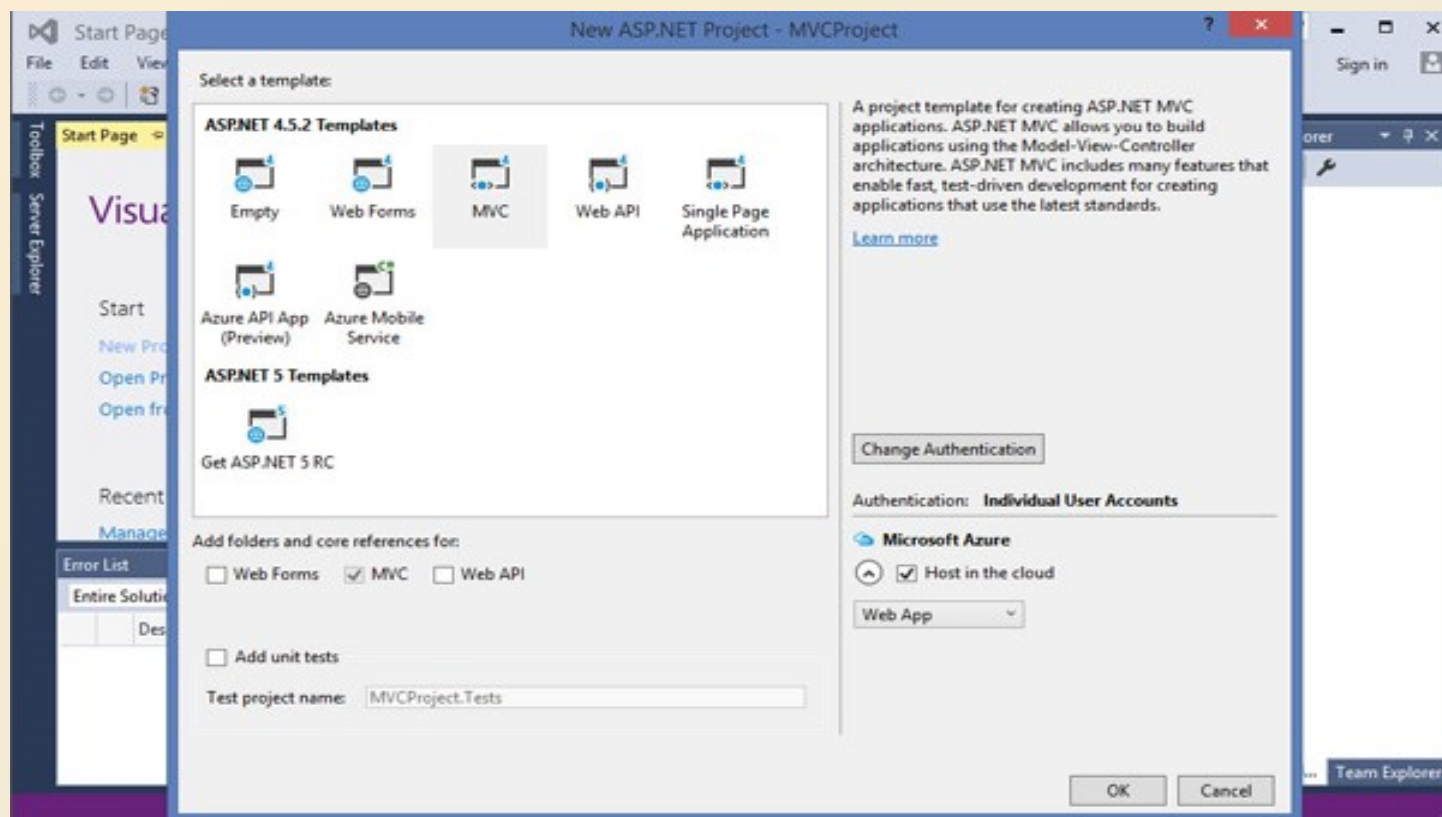 Start Page
New ASP.NET Project - MVCProject
?
File Edit View
Sign in
Toolbox
Server Explorer
Start Page
Visua
Start
New Pro
Open Pr
Open fro
Recent
Manage
Error List
Entire Solutio
Des
Select a template:
ASP.NET 4.5.2 Templates
Empty
Web Forms
MVC
Web API
Single Page
Application
Azure API App
(Preview)
Azure Mobile
Service
ASP.NET 5 Templates
Get ASP.NET 5 RC
Add folders and core references for:
Web Forms MVC Web API
Add unit tests
Test project name: MVCProject.Tests
A project template for creating ASP.NET MVC
applications. ASP.NET MVC allows you to build
applications using the Model-View-Controller
architecture. ASP.NET MVC includes many features that
enable fast, test-driven development for creating
applications that use the latest standards.
Learn more
Change Authentication
Authentication: Individual User Accounts
Microsoft Azure
Host in the cloud
Web App
OK Cancel
orer
... Team Explorer